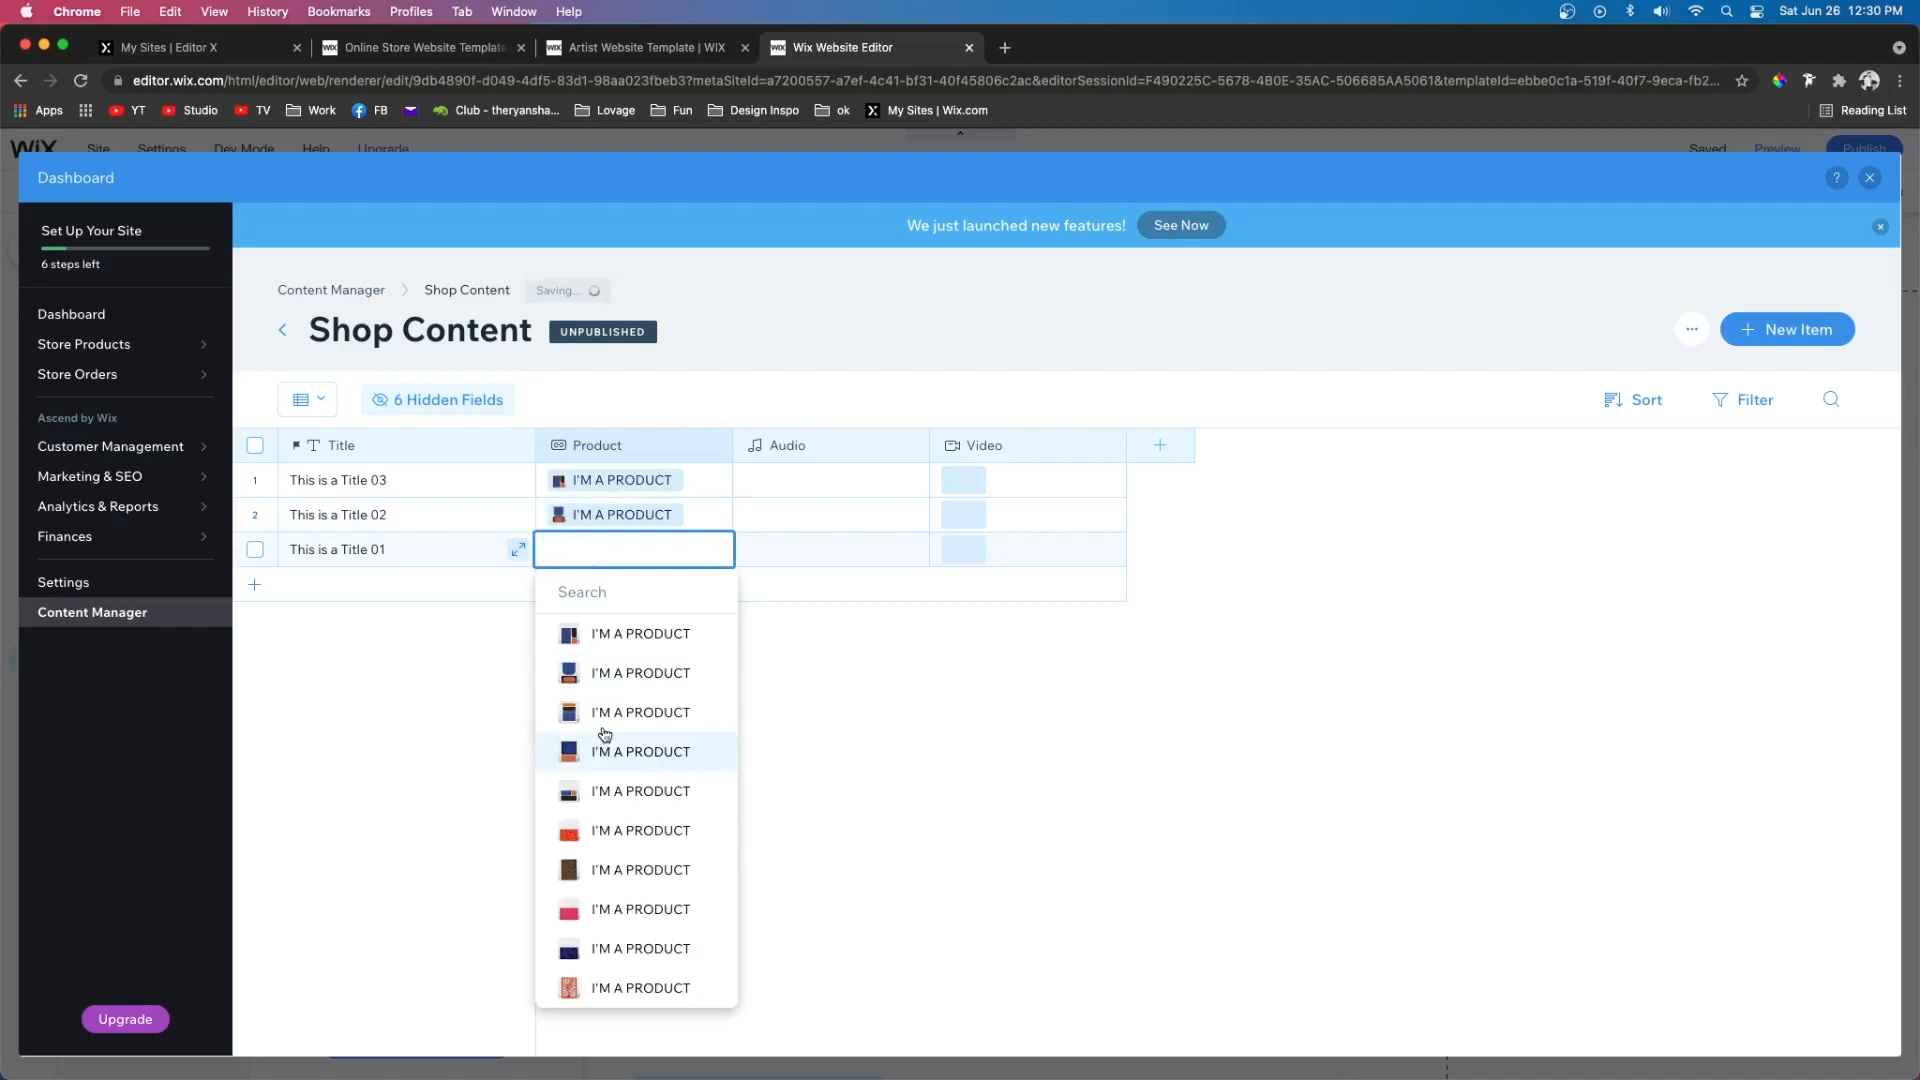 Chrome File Edit View History Bookmarks Profiles Tab Window Help Sat Jun 26 12:30 PM
My Sites | Editor X WIX Online Store Website Template WIX Artist Website Template | WIX WIX Wix Website Editor
editor.wix.com/html/editor/web/renderer/edit/9db4890f-d049-4df5-83d1-98aa023fbeb3?metaSiteId=a7200557-a7ef-4c41-bf31-40f45806c2ac&editorSessionId=F490225C-5678-4B0E-35AC-506685AA5061&templateId=ebbe0c1a-519f-40f7-9eca-fb2...
Apps YT Studio TV Work FB Club - theryansha... Lovage Fun Design Inspo ok My Sites | Wix.com Reading List
WIX Site Settings Dev Mode Help Upgrade Saved Preview Publish
Dashboard ?
Set Up Your Site
6 steps left
We just launched new features! See Now
Dashboard
Store Products
Store Orders
Ascend by Wix
Customer Management
Marketing & SEO
Analytics & Reports
Finances
Settings
Content Manager
Upgrade
Content Manager Shop Content Saving...
Shop Content UNPUBLISHED
New Item
6 Hidden Fields Sort Filter
Title Product Audio Video
1 This is a Title 03 I'M A PRODUCT
2 This is a Title 02 I'M A PRODUCT
This is a Title 01
Search
I'M A PRODUCT
I'M A PRODUCT
I'M A PRODUCT
I'M A PRODUCT
I'M A PRODUCT
I'M A PRODUCT
I'M A PRODUCT
I'M A PRODUCT
I'M A PRODUCT
I'M A PRODUCT